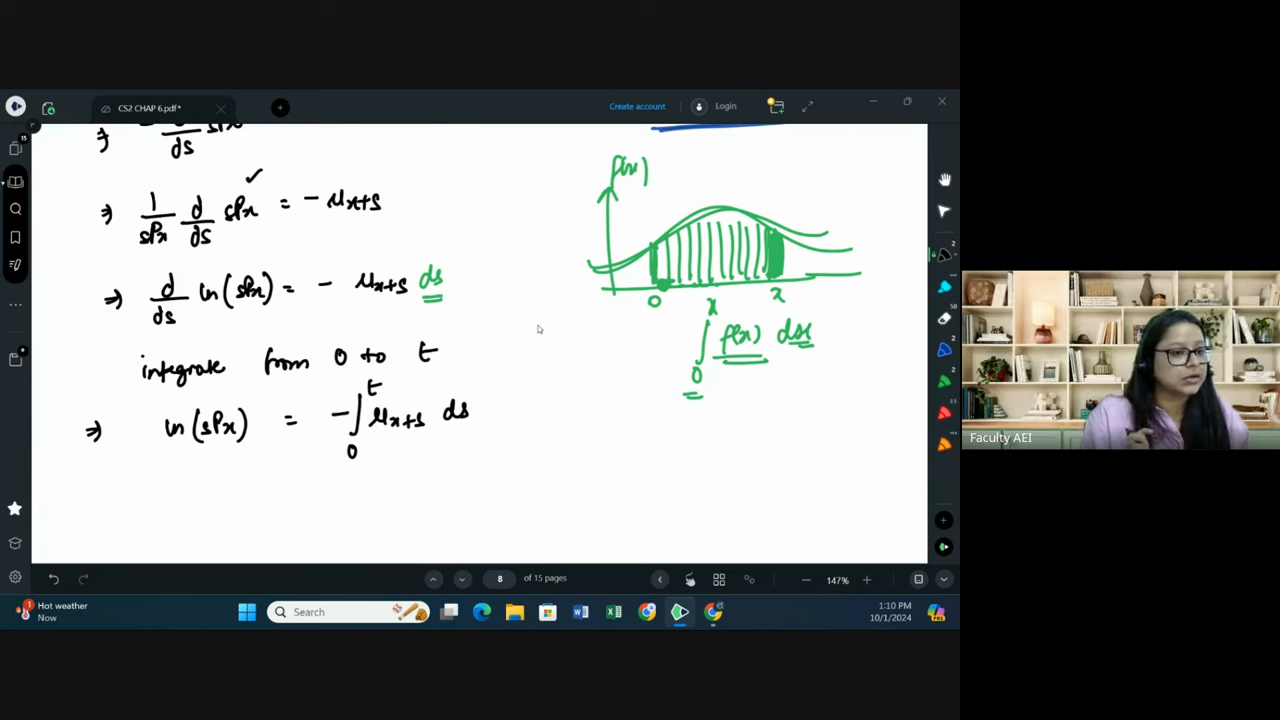 Create account
Login
CS2 CHAP 6.pdf*
15
⇒ d/ds sPx
⇒ 1/sPx d/ds sPx ✓ = - μx+s
⇒ d/ds ln(sPx) = - μx+s ds
integrate from 0 to t
⇒ ln(sPx) = - ∫₀ᵗ μx+s ds
f(x)
0 x
∫₀ˣ f(x) dx
Faculty AEI
8 of 15 pages
147%
Hot weather
Now
Search
1:10 PM
10/1/2024